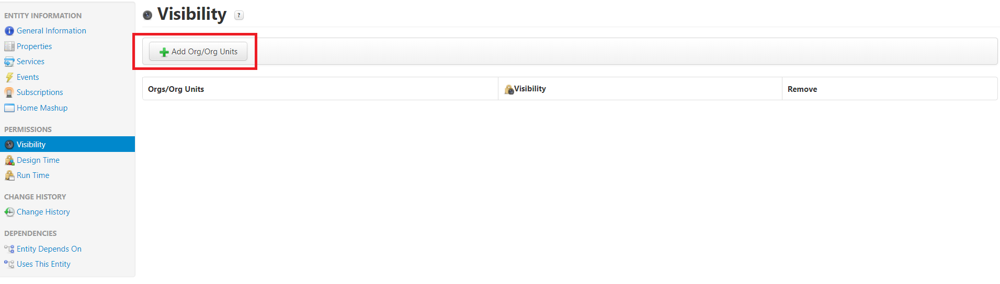 ENTITY INFORMATION
General Information
Properties
Services
Events
Subscriptions
Home Mashup
PERMISSIONS
Visibility
Design Time
Run Time
CHANGE HISTORY
Change History
DEPENDENCIES
Entity Depends On
Uses This Entity
Visibility ?
Add Org/Org Units
Orgs/Org Units Visibility Remove